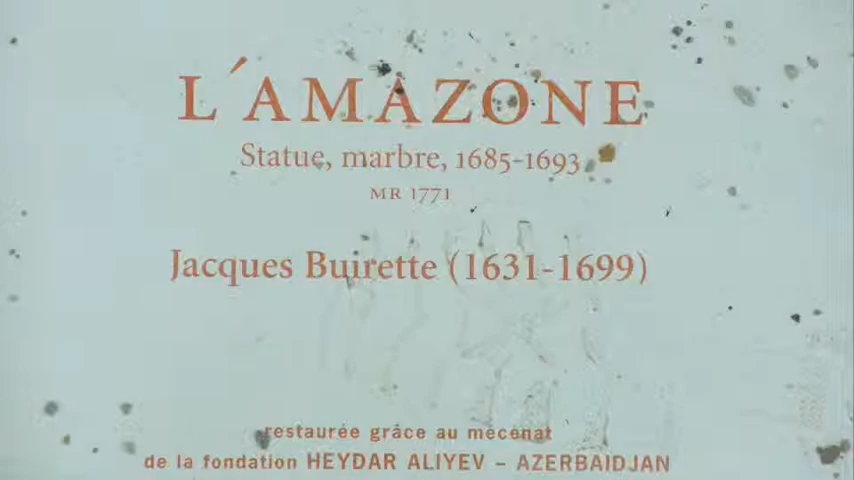 L'AMAZONE
Statue, marbre, 1685-1693
MR 1771
Jacques Buirette (1631-1699)
restaurée grâce au mécénat
de la fondation HEYDAR ALIYEV – AZERBAIDJAN